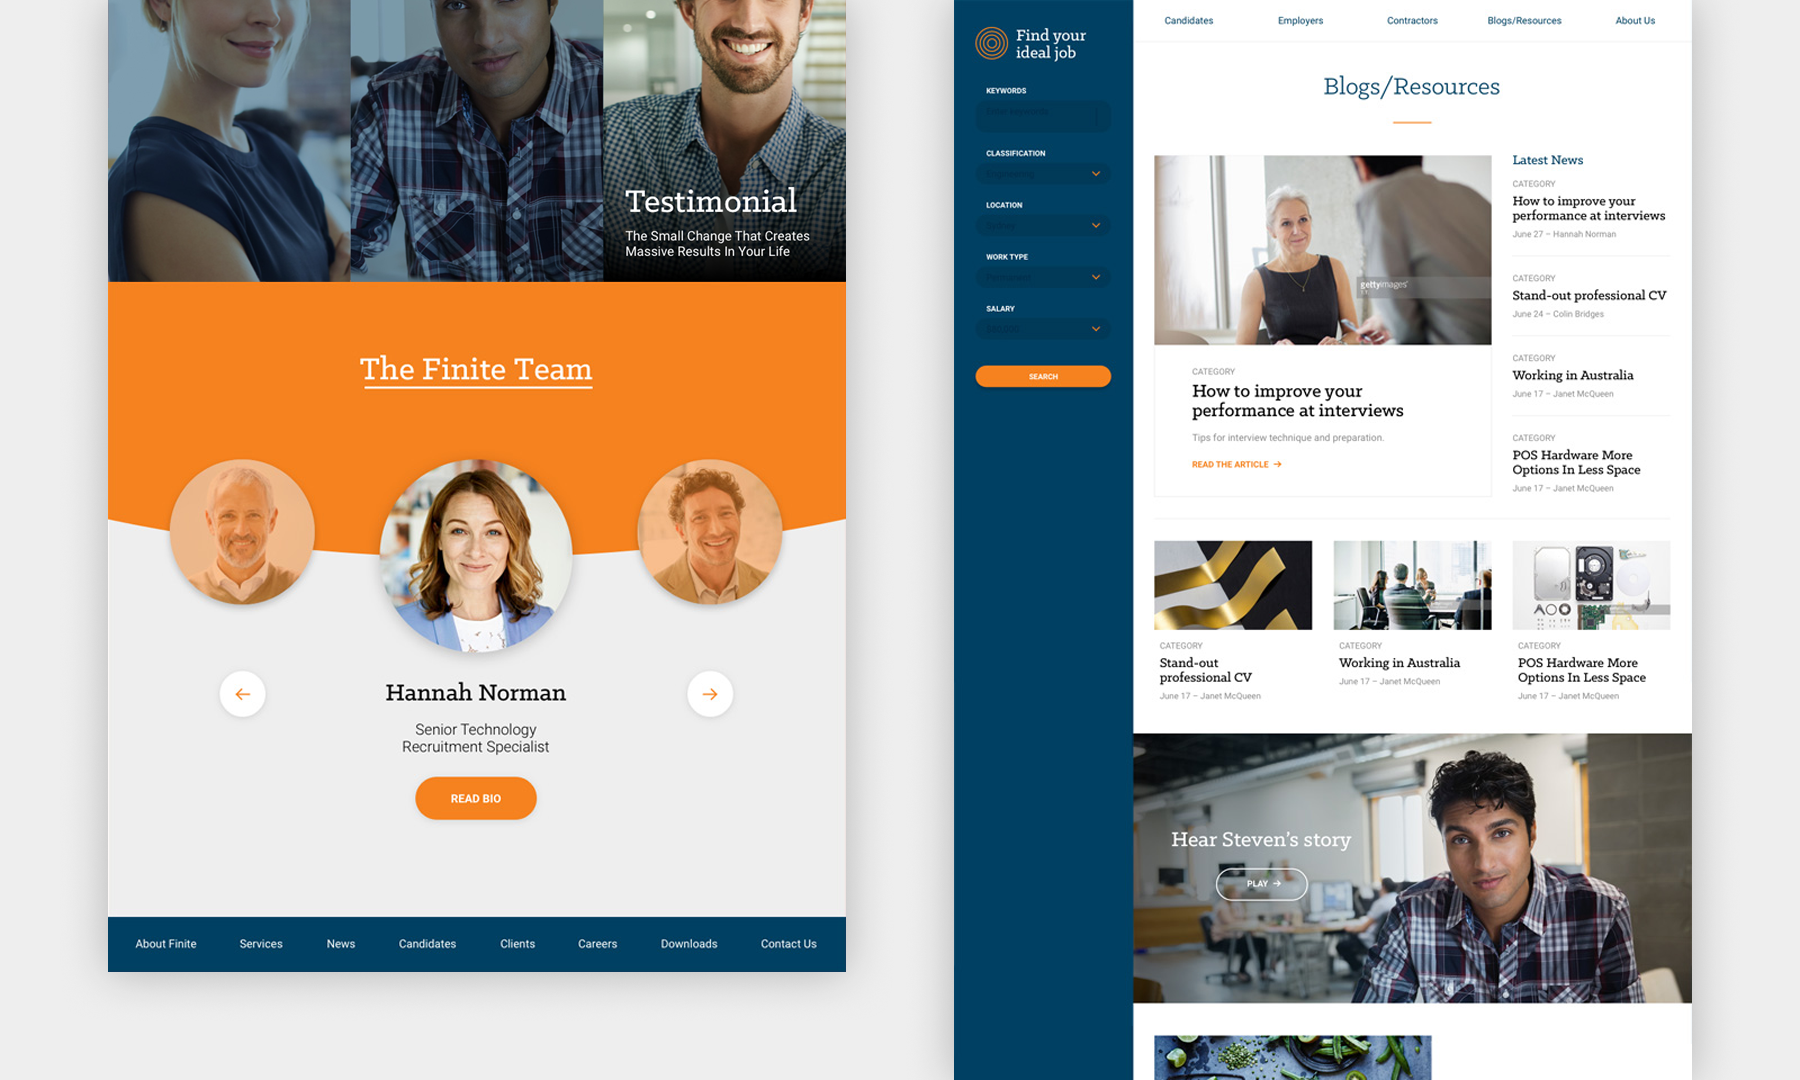 Testimonial
The Small Change That Creates
Massive Results In Your Life
The Finite Team
Hannah Norman
Senior Technology
Recruitment Specialist
READ BIO
About Finite
Services
News
Candidates
Clients
Careers
Downloads
Contact Us
Find your
ideal job
KEYWORDS
CLASSIFICATION
LOCATION
WORK TYPE
SALARY
SEARCH
Candidates
Employers
Contractors
Blogs/Resources
About Us
Blogs/Resources
gettyimages
CATEGORY
How to improve your
performance at interviews
Tips for interview technique and preparation.
READ THE ARTICLE →
Latest News
CATEGORY
How to improve your
performance at interviews
June 27 – Hannah Norman
CATEGORY
Stand-out professional CV
June 24 – Colin Bridges
CATEGORY
Working in Australia
June 17 – Janet McQueen
CATEGORY
POS Hardware More
Options In Less Space
June 17 – Janet McQueen
CATEGORY
Stand-out
professional CV
June 17 – Janet McQueen
CATEGORY
Working in Australia
June 17 – Janet McQueen
CATEGORY
POS Hardware More
Options In Less Space
June 17 – Janet McQueen
Hear Steven's story
PLAY →